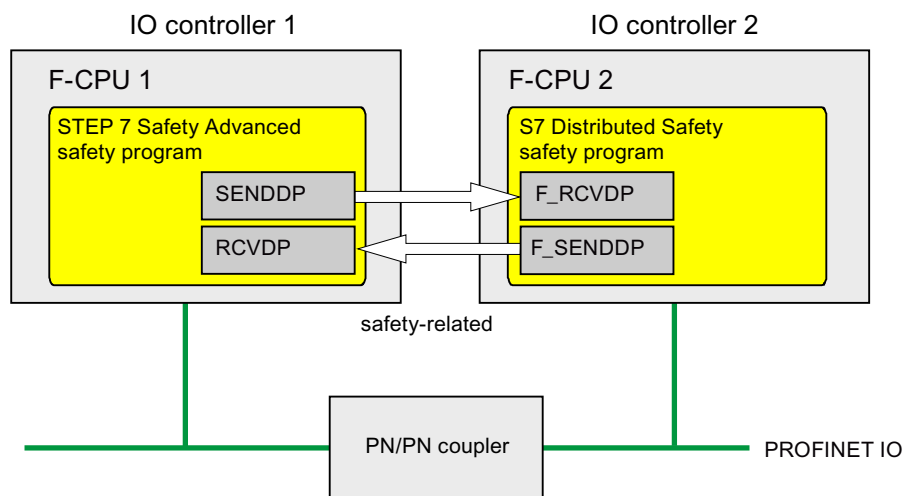 IO controller 1
IO controller 2
F-CPU 1
F-CPU 2
STEP 7 Safety Advanced
safety program
S7 Distributed Safety
safety program
SENDDP
F_RCVDP
RCVDP
F_SENDDP
safety-related
PN/PN coupler
PROFINET IO